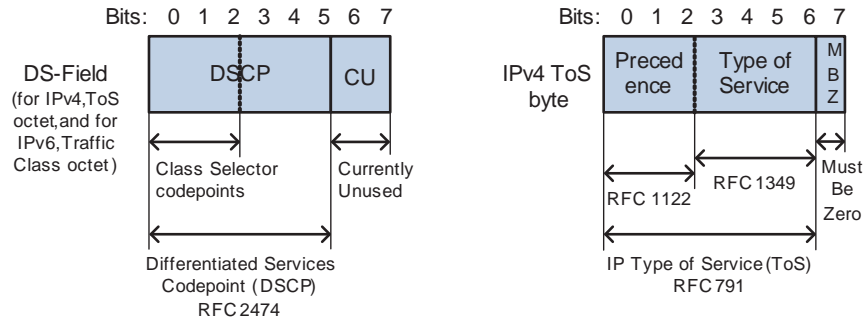 Bits: 0 1 2 3 4 5 6 7
DS-Field
(for IPv4,ToS
octet,and for
IPv6,Traffic
Class octet)
DSCP
CU
Class Selector
codepoints
Currently
Unused
Differentiated Services
Codepoint (DSCP)
RFC 2474
Bits: 0 1 2 3 4 5 6 7
IPv4 ToS
byte
Preced
ence
Type of
Service
M
B
Z
RFC 1122
RFC 1349
Must
Be
Zero
IP Type of Service (ToS)
RFC 791